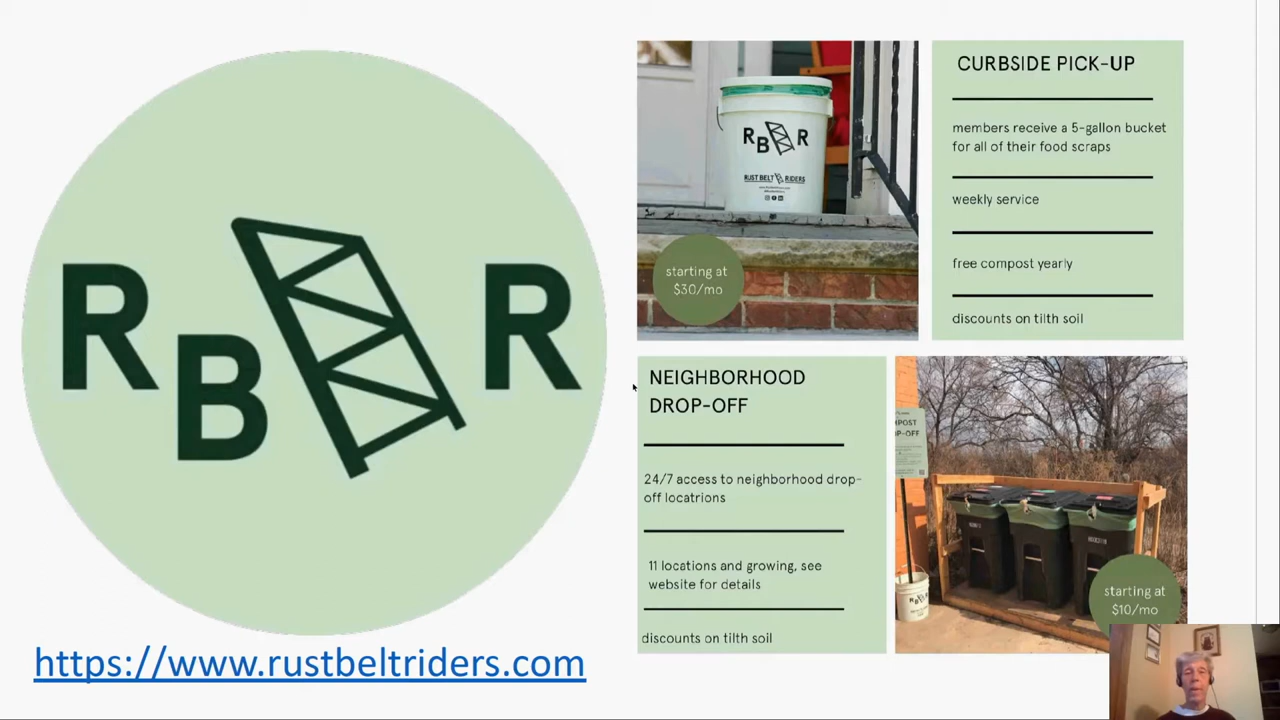 R B R
https://www.rustbeltriders.com
R B R
RUST BELT RIDERS
starting at
$30/mo
CURBSIDE PICK-UP
members receive a 5-gallon bucket
for all of their food scraps
weekly service
free compost yearly
discounts on tilth soil
NEIGHBORHOOD
DROP-OFF
24/7 access to neighborhood drop-
off locatrions
11 locations and growing, see
website for details
discounts on tilth soil
starting at
$10/mo